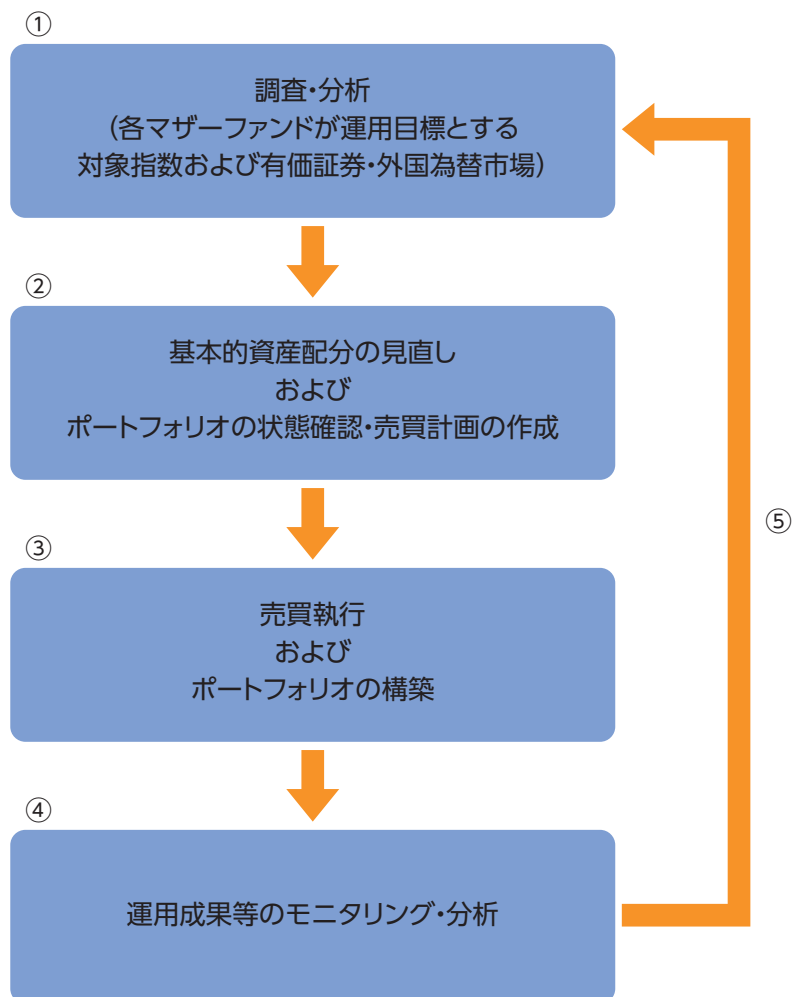 ①
調査・分析
（各マザーファンドが運用目標とする
対象指数および有価証券・外国為替市場）
②
基本的資産配分の見直し
および
ポートフォリオの状態確認・売買計画の作成
⑤
③
売買執行
および
ポートフォリオの構築
④
運用成果等のモニタリング・分析